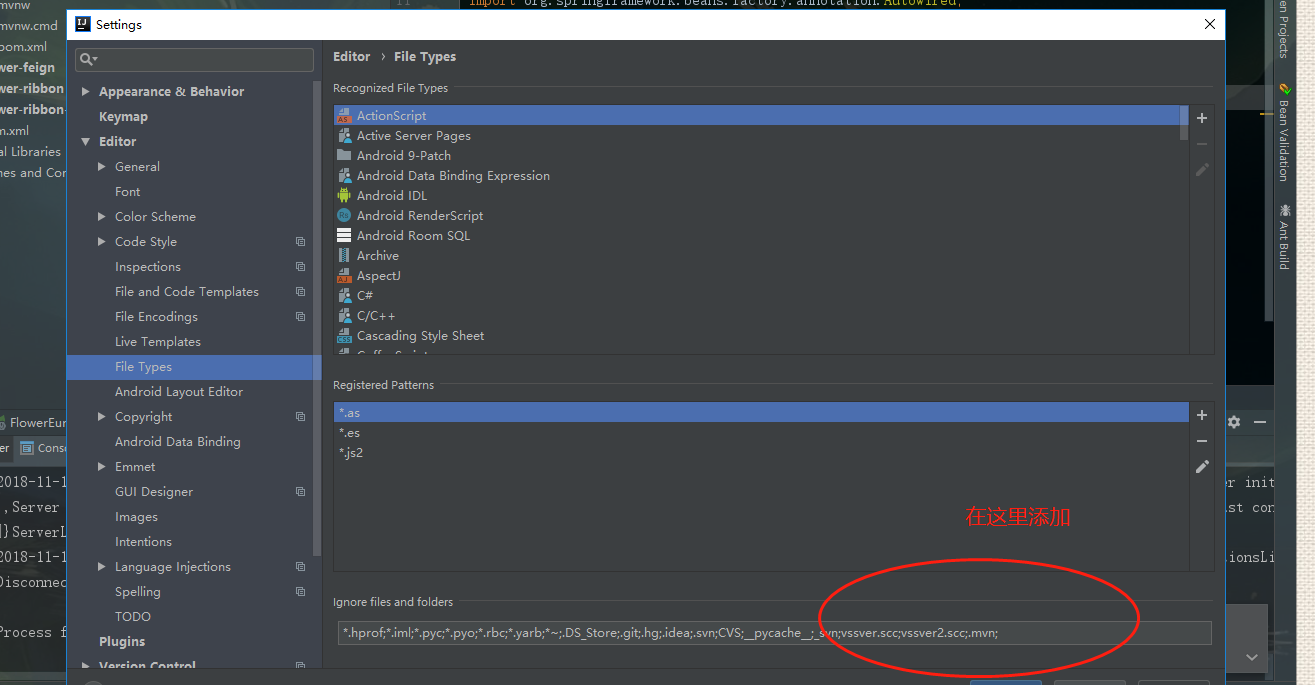 import org.springframework.beans.factory.annotation.Autowired;
mvnw
Settings
mvnw.cmd
pom.xml
wer-feign
wer-ribbon
wer-ribbon-
m.xml
al Libraries
hes and Con
Appearance & Behavior
Keymap
Editor
General
Font
Color Scheme
Code Style
Inspections
File and Code Templates
File Encodings
Live Templates
File Types
Android Layout Editor
Copyright
Android Data Binding
Emmet
GUI Designer
Images
Intentions
Language Injections
Spelling
TODO
Plugins
Version Control
Editor › File Types
Recognized File Types
ActionScript
Active Server Pages
Android 9-Patch
Android Data Binding Expression
Android IDL
Android RenderScript
Android Room SQL
Archive
AspectJ
C#
C/C++
Cascading Style Sheet
CoffeeScript
Registered Patterns
*.as
*.es
*.js2
在这里添加
Ignore files and folders
*.hprof;*.iml;*.pyc;*.pyo;*.rbc;*.yarb;*~;.DS_Store;.git;.hg;.idea;.svn;CVS;__pycache__;_svn;vssver.scc;vssver2.scc;.mvn;
en Projects
Bean Validation
Ant Build
FlowerEur
er
Conso
2018-11-1
,Server
]}ServerL
2018-11-1
Disconnec
Process f
er init
st con
ionsLi